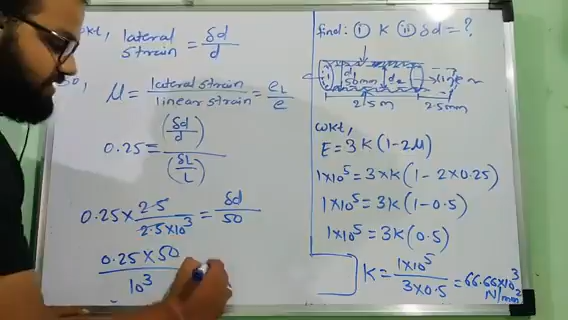 lateral strain = δd/d
μ = lateral strain/linear strain = eL/e
0.25 = (δd/d)/(δL/L)
0.25 × 2.5/2.5×10³ = δd/50
0.25 × 50/10³
find: (i) K (ii) δd = ?
d 50mm
2.5m 2.5mm
wkt,
E = 3K(1-2μ)
1×10⁵ = 3×K(1-2×0.25)
1×10⁵ = 3K(1-0.5)
1×10⁵ = 3K(0.5)
K = 1×10⁵/3×0.5 = 66.66×10³ N/mm²